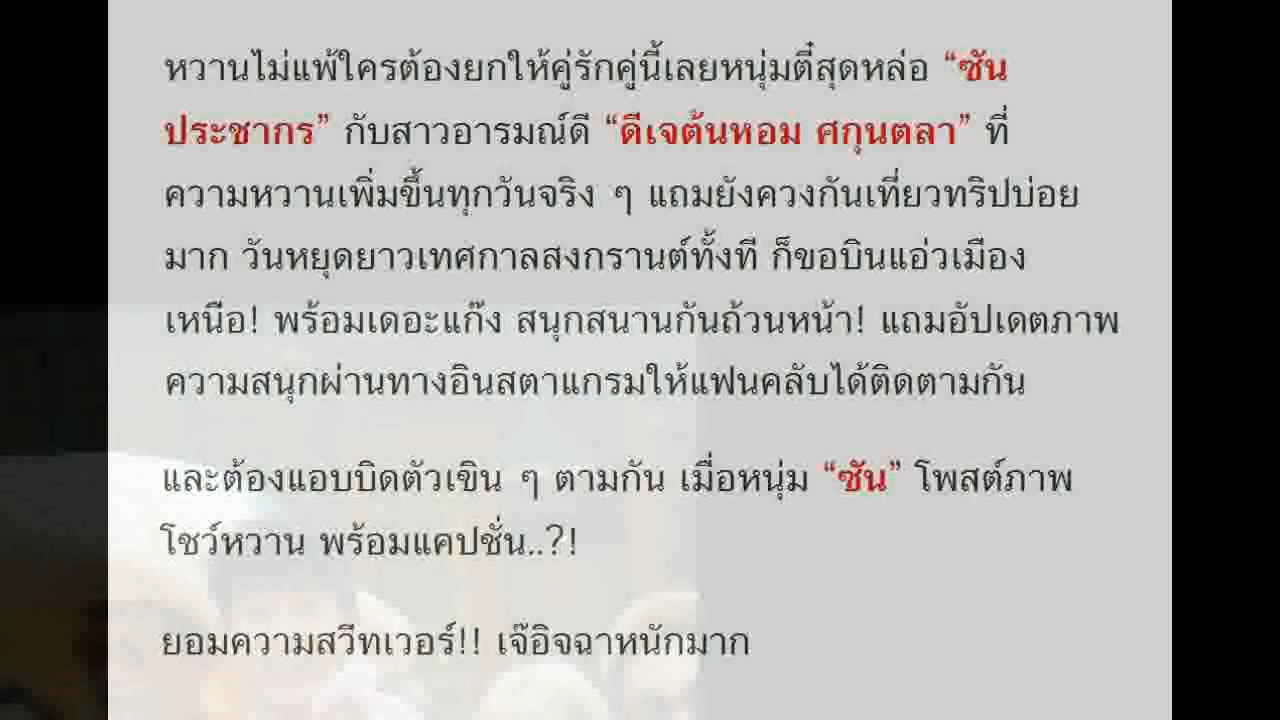 หวานไม่แพ้ใครต้องยกให้คู่รักคู่นี้เลยหนุ่มตี๋สุดหล่อ “ซัน
ประชากร” กับสาวอารมณ์ดี “ดีเจต้นหอม ศกุนตลา” ที่
ความหวานเพิ่มขึ้นทุกวันจริง ๆ แถมยังควงกันเที่ยวทริปบ่อย
มาก วันหยุดยาวเทศกาลสงกรานต์ทั้งที ก็ขอบินแอ่วเมือง
เหนือ! พร้อมเดอะแก๊ง สนุกสนานกันถ้วนหน้า! แถมอัปเดตภาพ
ความสนุกผ่านทางอินสตาแกรมให้แฟนคลับได้ติดตามกัน
และต้องแอบบิดตัวเขิน ๆ ตามกัน เมื่อหนุ่ม “ซัน” โพสต์ภาพ
โชว์หวาน พร้อมแคปชั่น..?!
ยอมความสวีทเวอร์!! เจ๊อิจฉาหนักมาก